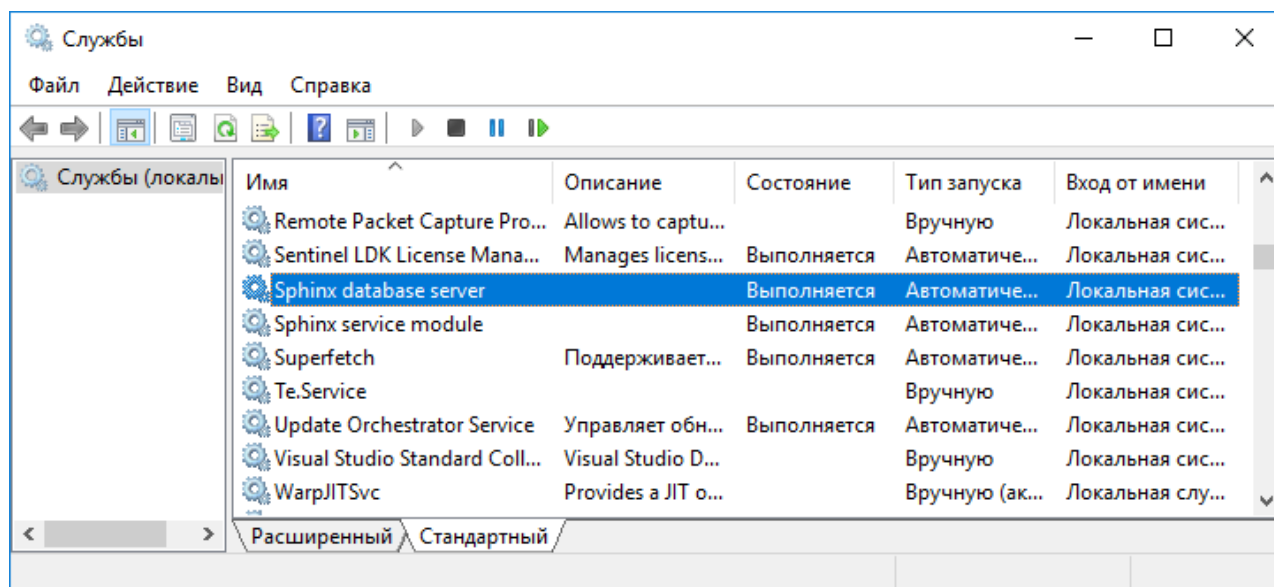 Службы
Файл Действие Вид Справка
Службы (локалы
Имя Описание Состояние Тип запуска Вход от имени
Remote Packet Capture Pro... Allows to captu... Вручную Локальная сис...
Sentinel LDK License Mana... Manages licens... Выполняется Автоматиче... Локальная сис...
Sphinx database server Выполняется Автоматиче... Локальная сис...
Sphinx service module Выполняется Автоматиче... Локальная сис...
Superfetch Поддерживает... Выполняется Автоматиче... Локальная сис...
Te.Service Вручную Локальная сис...
Update Orchestrator Service Управляет обн... Выполняется Автоматиче... Локальная сис...
Visual Studio Standard Coll... Visual Studio D... Вручную Локальная сис...
WarpJITSvc Provides a JIT o... Вручную (ак... Локальная слу...
Расширенный Стандартный